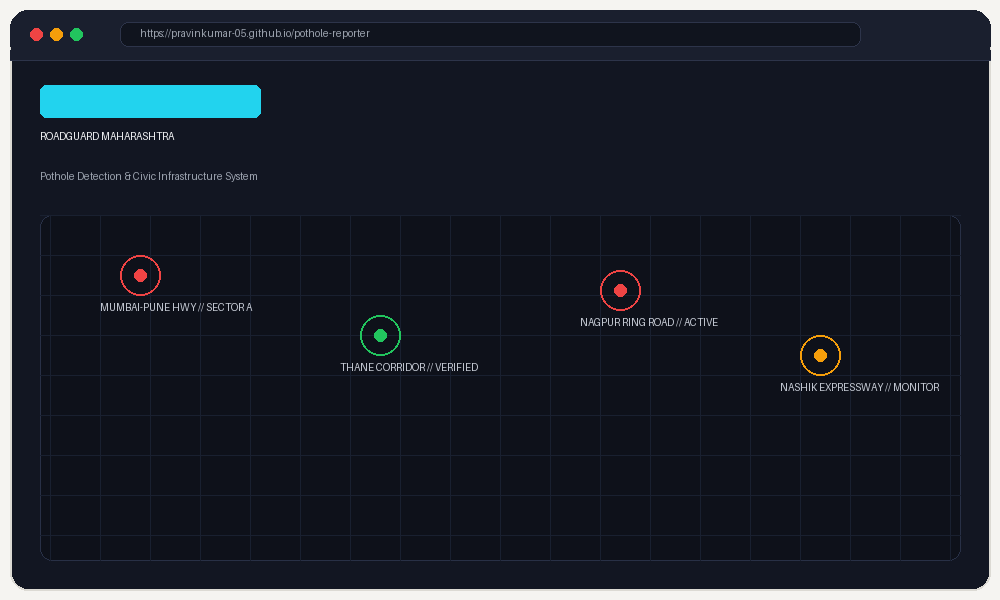 https://pravinkumar-05.github.io/pothole-reporter
ROADGUARD MAHARASHTRA
Pothole Detection & Civic Infrastructure System
MUMBAI-PUNE HWY // SECTOR A
NAGPUR RING ROAD // ACTIVE
THANE CORRIDOR // VERIFIED
NASHIK EXPRESSWAY // MONITOR